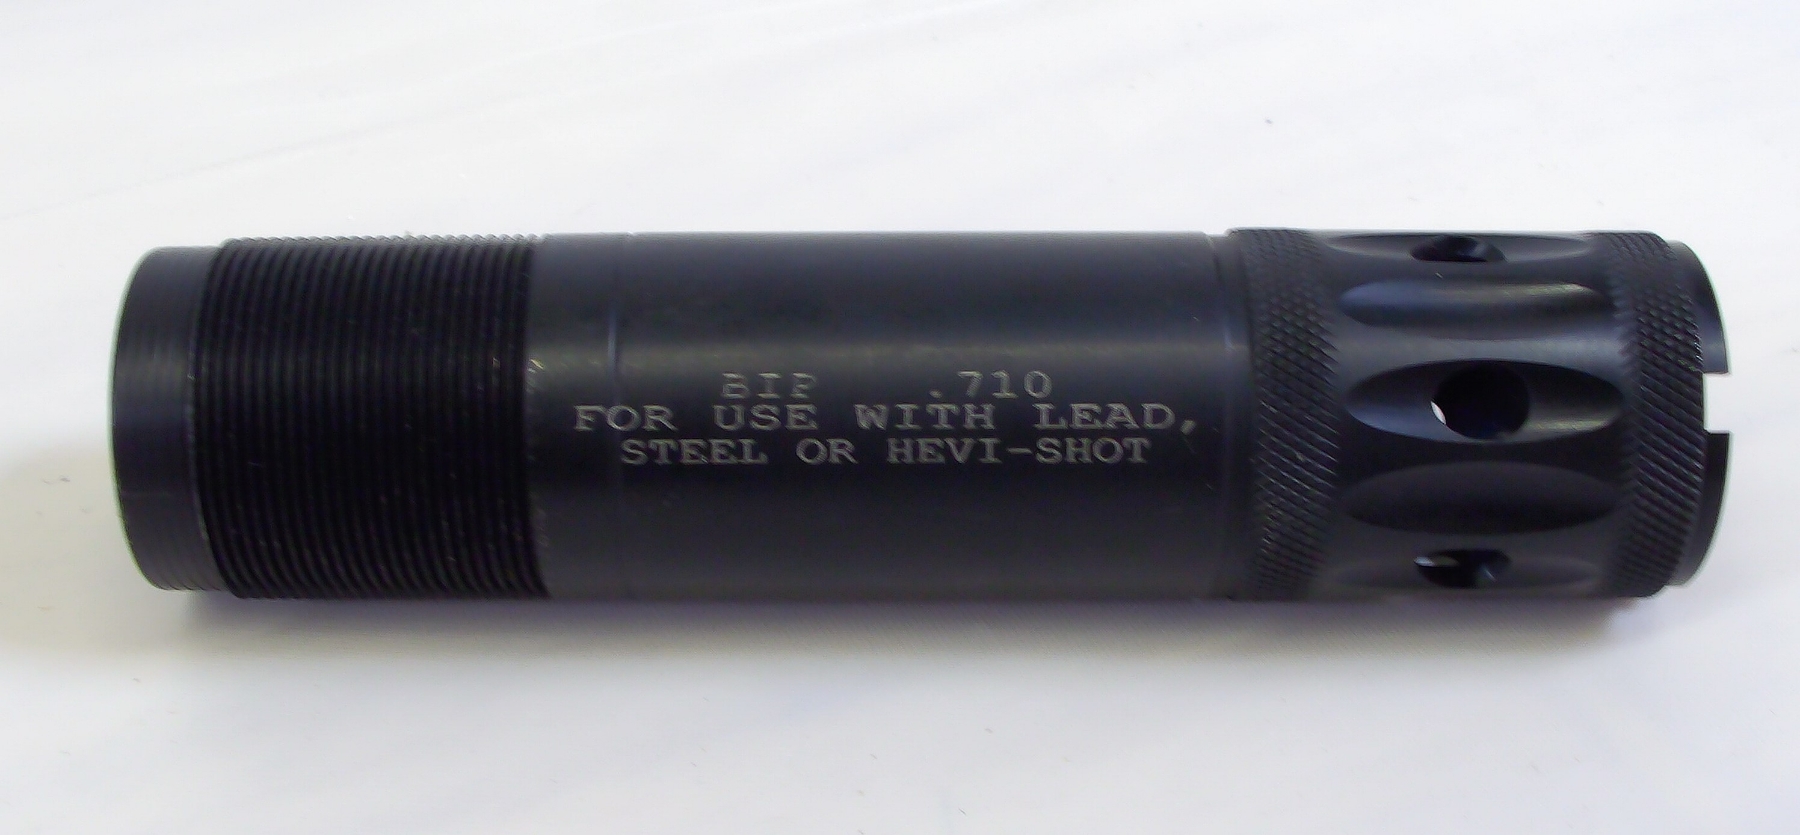 BIP .710
FOR USE WITH LEAD,
STEEL OR HEVI-SHOT